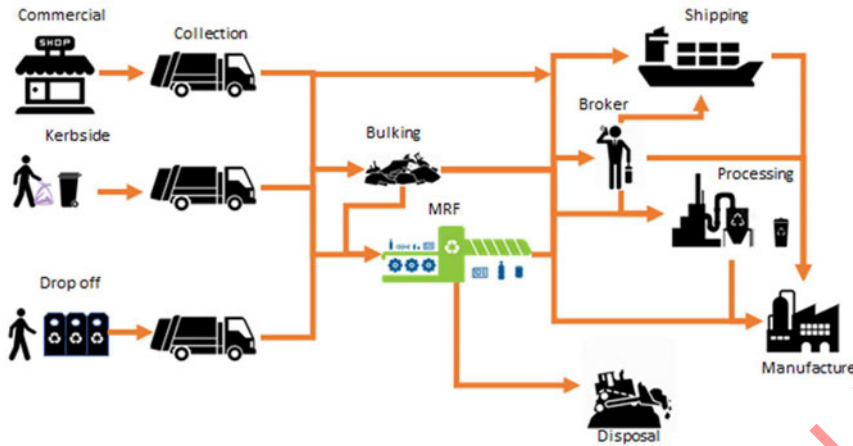 Commercial
SHOP
Collection
Shipping
Broker
Kerbside
Bulking
Processing
MRF
Drop off
Manufacture
Disposal